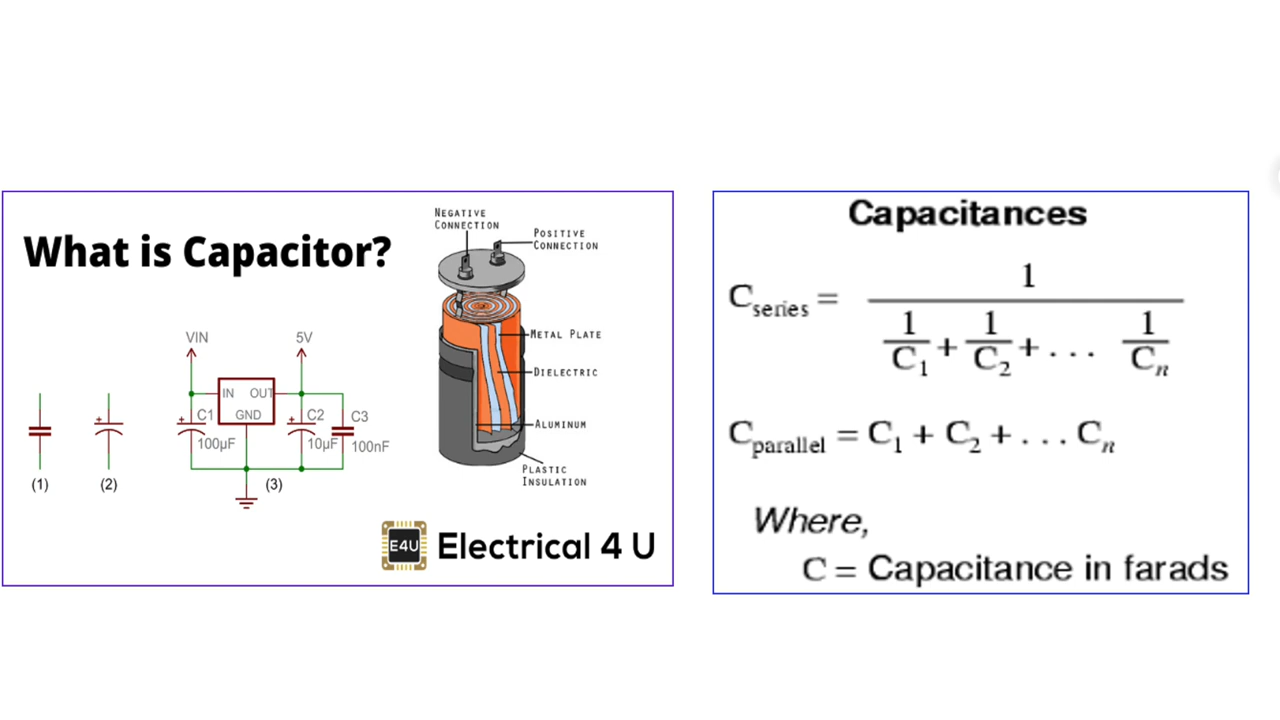 What is Capacitor?
NEGATIVE
CONNECTION
POSITIVE
CONNECTION
METAL PLATE
DIELECTRIC
ALUMINUM
PLASTIC
INSULATION
VIN
5V
IN OUT
GND
+ C1
100µF
+ C2
10µF
C3
100nF
(1)
(2)
(3)
E4U Electrical 4 U
Capacitances
C series = 1 / (1/C₁ + 1/C₂ + . . . 1/Cₙ)
C parallel = C₁ + C₂ + . . . Cₙ
Where,
C = Capacitance in farads